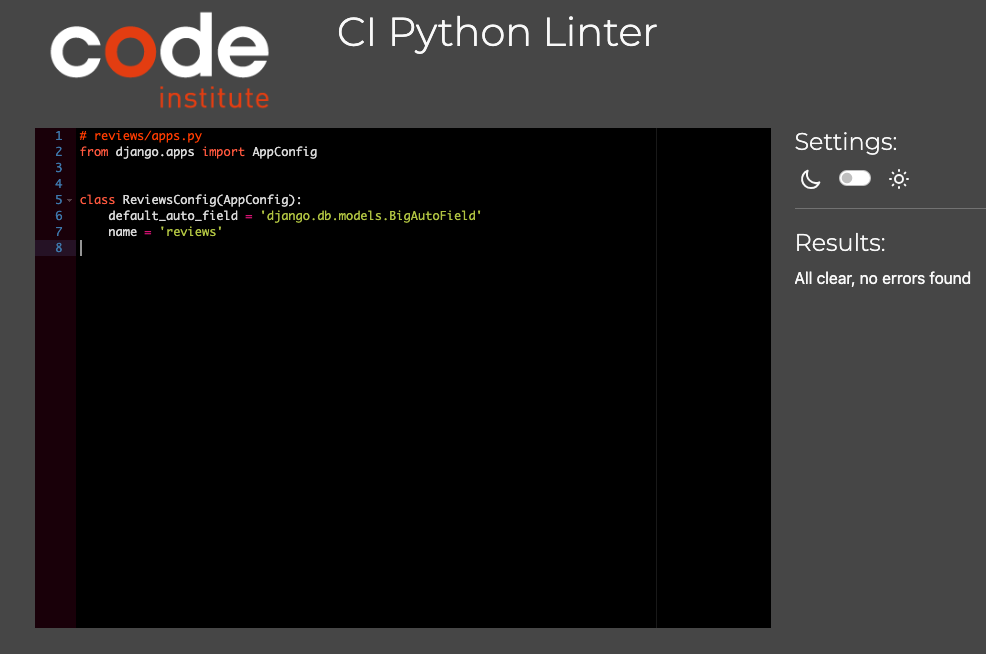 code
institute
CI Python Linter
1 # reviews/apps.py
2 from django.apps import AppConfig
3
4
5 class ReviewsConfig(AppConfig):
6     default_auto_field = 'django.db.models.BigAutoField'
7     name = 'reviews'
8
Settings:
Results:
All clear, no errors found